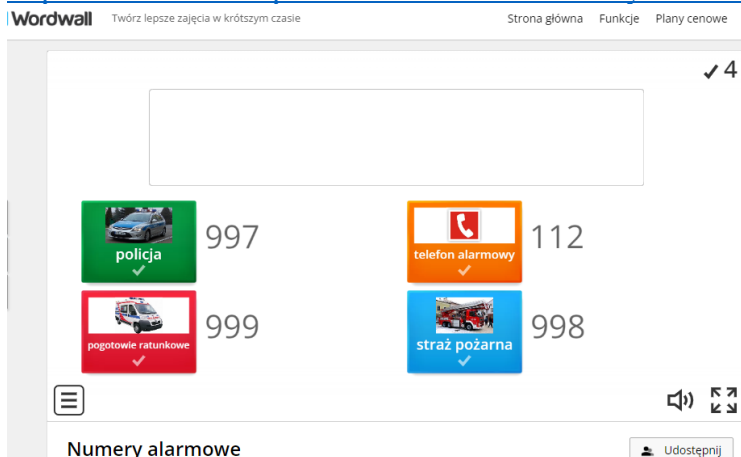 Wordwall Twórz lepsze zajęcia w krótszym czasie Strona główna Funkcje Plany cenowe
4
policja 997
telefon alarmowy 112
pogotowie ratunkowe 999
straż pożarna 998
Numery alarmowe
Udostępnij